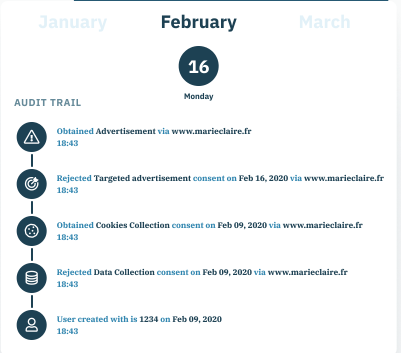 January February March
16
Monday
AUDIT TRAIL
Obtained Advertisement via www.marieclaire.fr
18:43
Rejected Targeted advertisement consent on Feb 16, 2020 via www.marieclaire.fr
18:43
Obtained Cookies Collection consent on Feb 09, 2020 via www.marieclaire.fr
18:43
Rejected Data Collection consent on Feb 09, 2020 via www.marieclaire.fr
18:43
User created with is 1234 on Feb 09, 2020
18:43